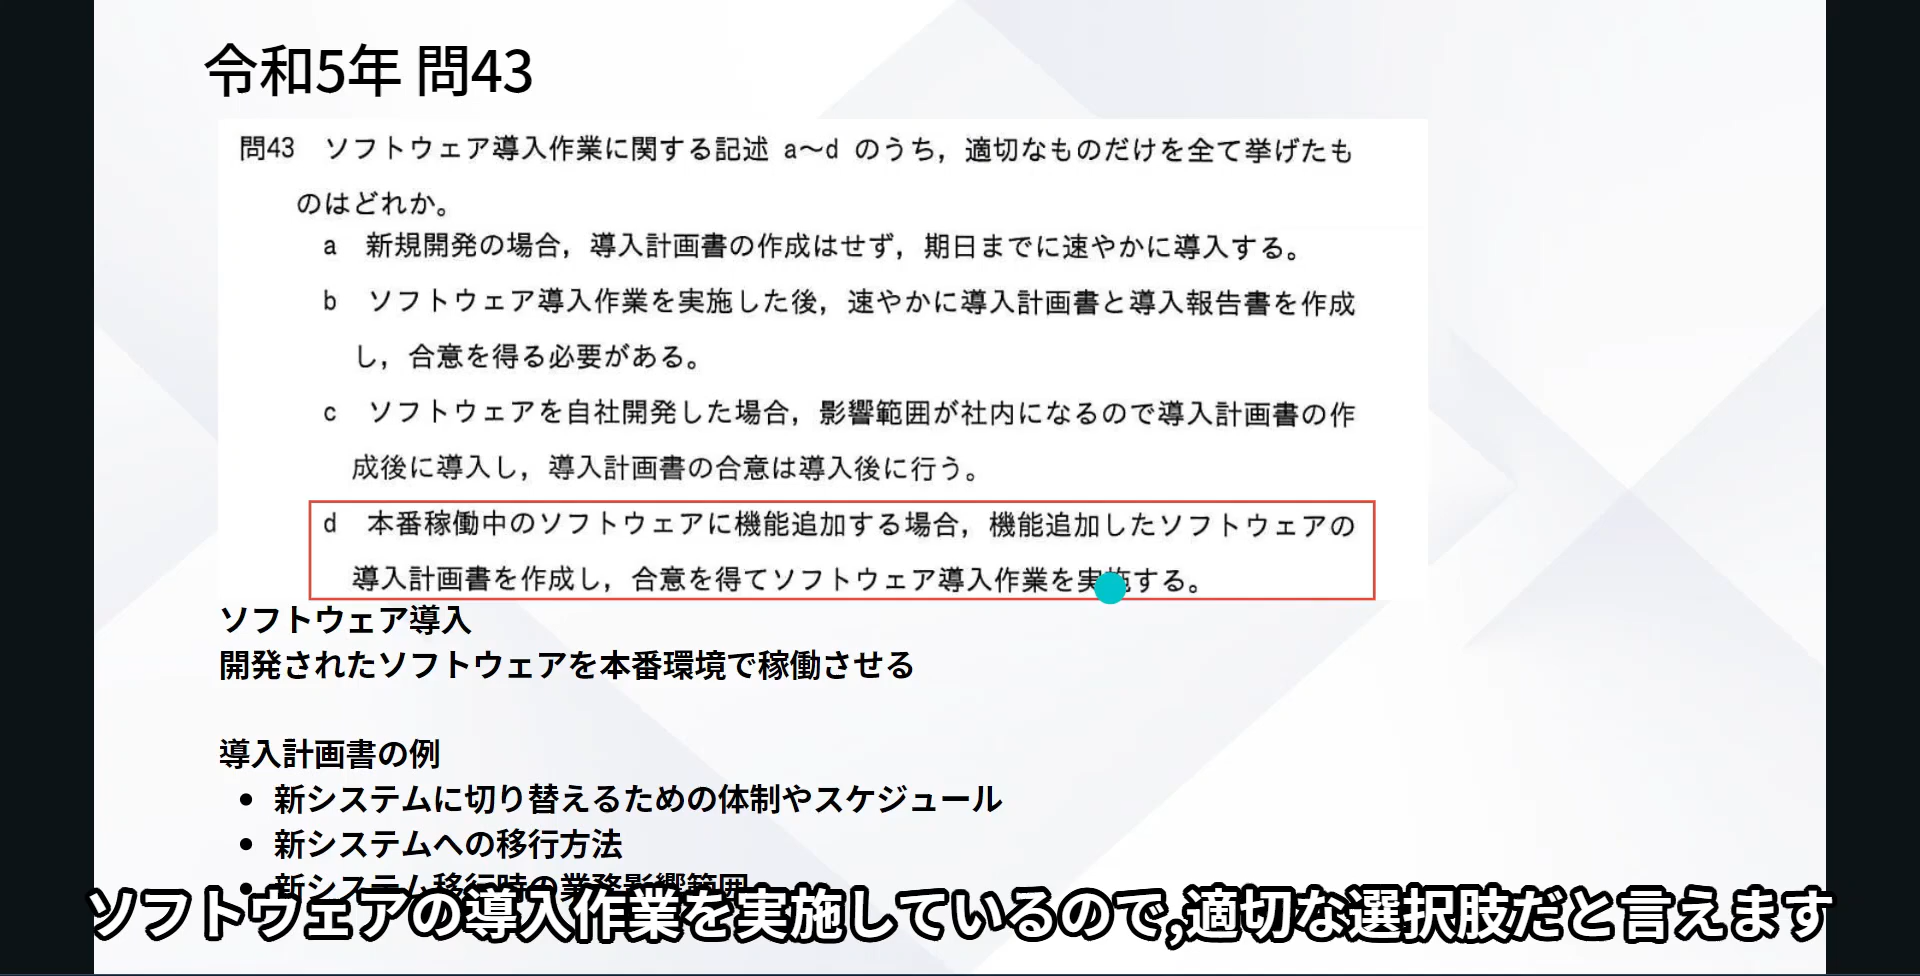 令和5年 問43
問43 ソフトウェア導入作業に関する記述 a～d のうち，適切なものだけを全て挙げたも
のはどれか。
a 新規開発の場合，導入計画書の作成はせず，期日までに速やかに導入する。
b ソフトウェア導入作業を実施した後，速やかに導入計画書と導入報告書を作成
し，合意を得る必要がある。
c ソフトウェアを自社開発した場合，影響範囲が社内になるので導入計画書の作
成後に導入し，導入計画書の合意は導入後に行う。
d 本番稼働中のソフトウェアに機能追加する場合，機能追加したソフトウェアの
導入計画書を作成し，合意を得てソフトウェア導入作業を実施する。
ソフトウェア導入
開発されたソフトウェアを本番環境で稼働させる
導入計画書の例
• 新システムに切り替えるための体制やスケジュール
• 新システムへの移行方法
• 新システム移行時の業務影響範囲
ソフトウェアの導入作業を実施しているので,適切な選択肢だと言えます